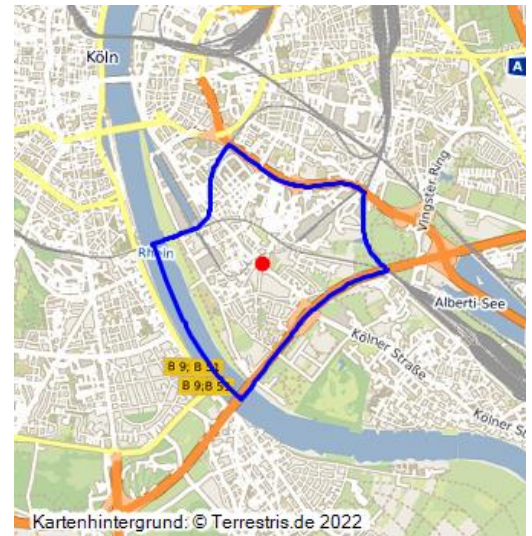 Köln
A
Vingster Ring
Rhein
Alberti-See
Kölner Straße
B 9; B 51
B 9;B 51
Kölner St
Kartenhintergrund: © Terrestris.de 2022